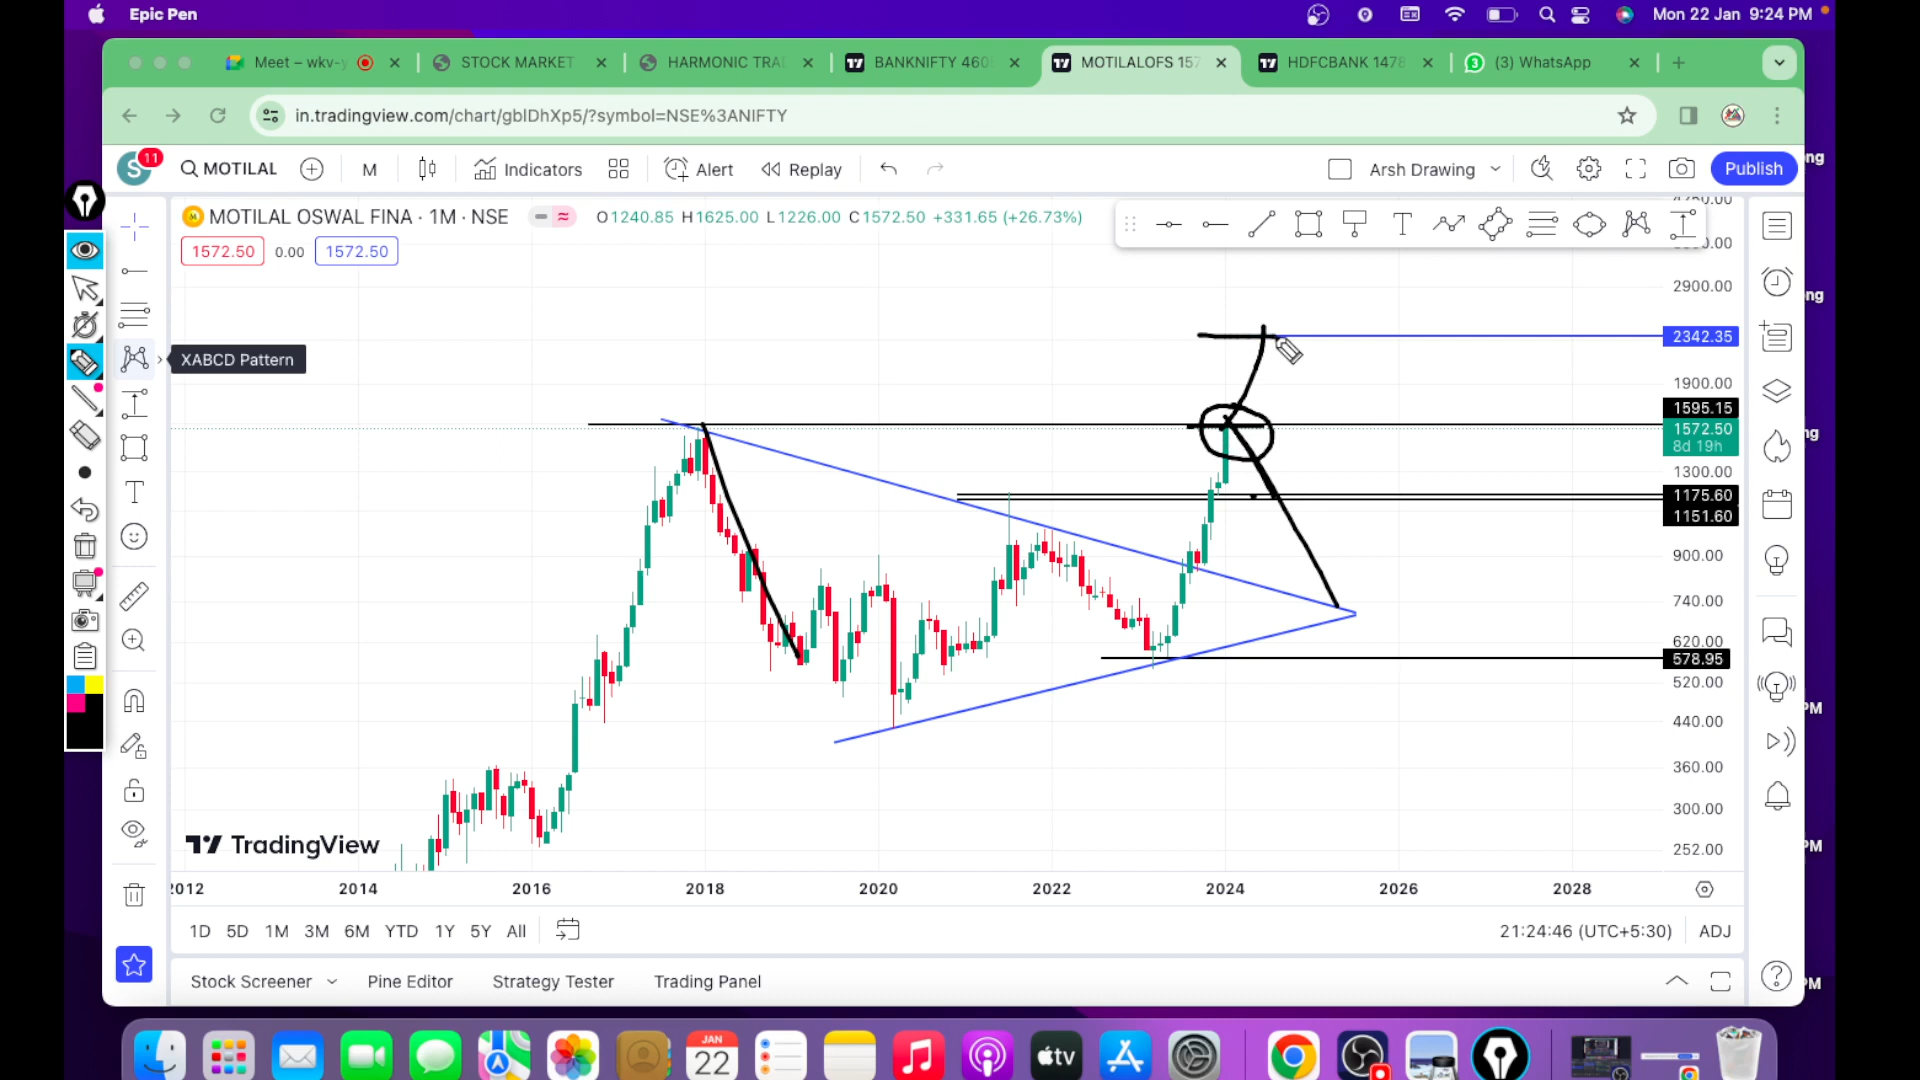 Epic Pen
Mon 22 Jan 9:24 PM
Meet – wkv-y
STOCK MARKET
HARMONIC TRA
BANKNIFTY 460
MOTILALOFS 157
HDFCBANK 1478
3
(3) WhatsApp
in.tradingview.com/chart/gblDhXp5/?symbol=NSE%3ANIFTY
S
11
MOTILAL
M
Indicators
Alert
Replay
Arsh Drawing
Publish
MOTILAL OSWAL FINA · 1M · NSE
O1240.85 H1625.00 L1226.00 C1572.50 +331.65 (+26.73%)
1572.50
0.00
1572.50
XABCD Pattern
2900.00
2342.35
1900.00
1595.15
1572.50
8d 19h
1300.00
1175.60
1151.60
900.00
740.00
620.00
578.95
520.00
440.00
360.00
300.00
252.00
TradingView
2012 2014 2016 2018 2020 2022 2024 2026 2028
1D 5D 1M 3M 6M YTD 1Y 5Y All
21:24:46 (UTC+5:30)
ADJ
Stock Screener
Pine Editor
Strategy Tester
Trading Panel
JAN
22
tv